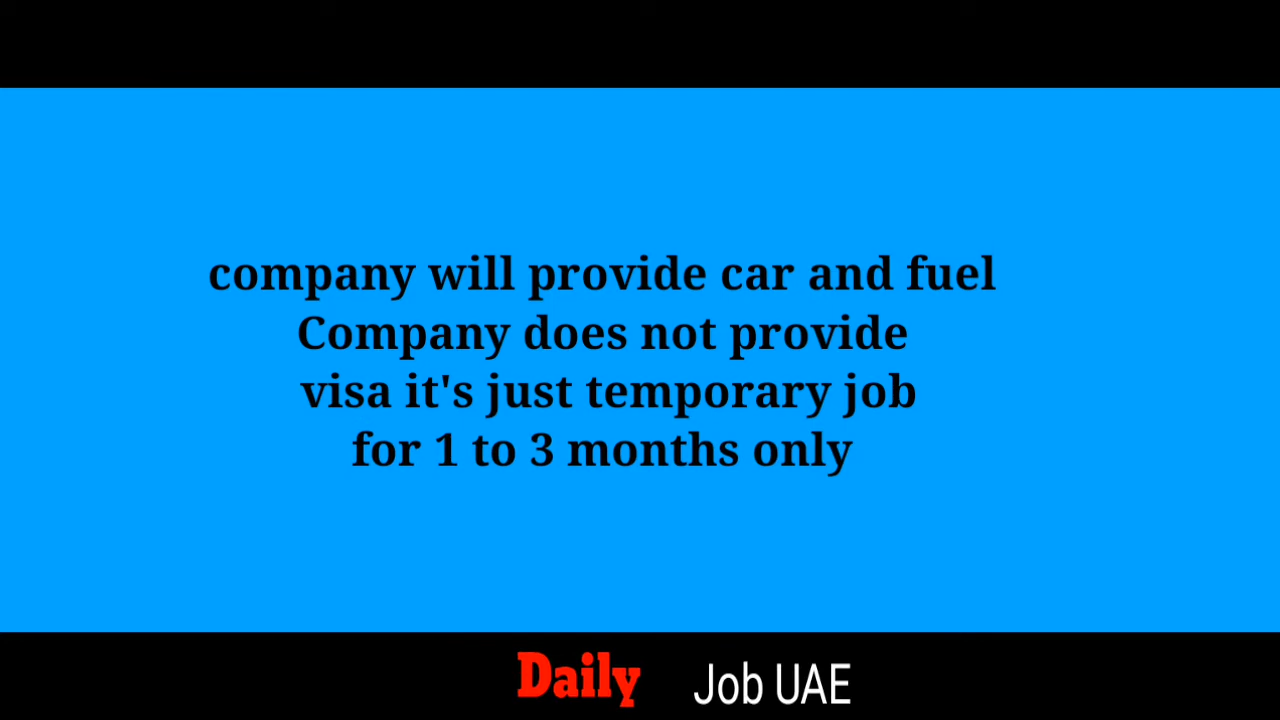 company will provide car and fuel
Company does not provide
visa it's just temporary job
for 1 to 3 months only
Daily Job UAE